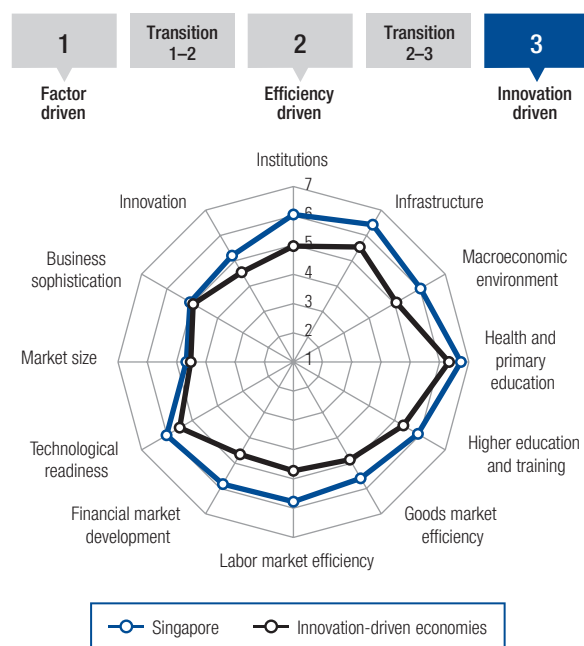 1
Transition
1–2
2
Transition
2–3
3
Factor
driven
Efficiency
driven
Innovation
driven
Institutions
7
6
5
4
3
2
1
Infrastructure
Macroeconomic
environment
Health and
primary
education
Higher education
and training
Goods market
efficiency
Labor market efficiency
Financial market
development
Technological
readiness
Market size
Business
sophistication
Innovation
Singapore
Innovation-driven economies